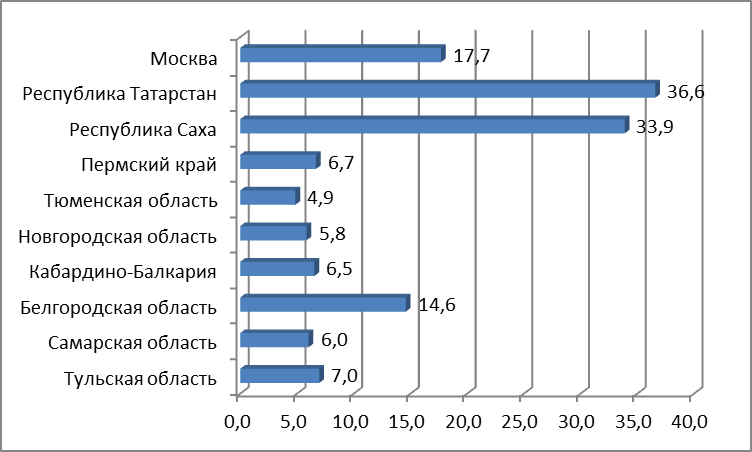 Москва 17,7
Республика Татарстан 36,6
Республика Саха 33,9
Пермский край 6,7
Тюменская область 4,9
Новгородская область 5,8
Кабардино-Балкария 6,5
Белгородская область 14,6
Самарская область 6,0
Тульская область 7,0
0,0 5,0 10,0 15,0 20,0 25,0 30,0 35,0 40,0